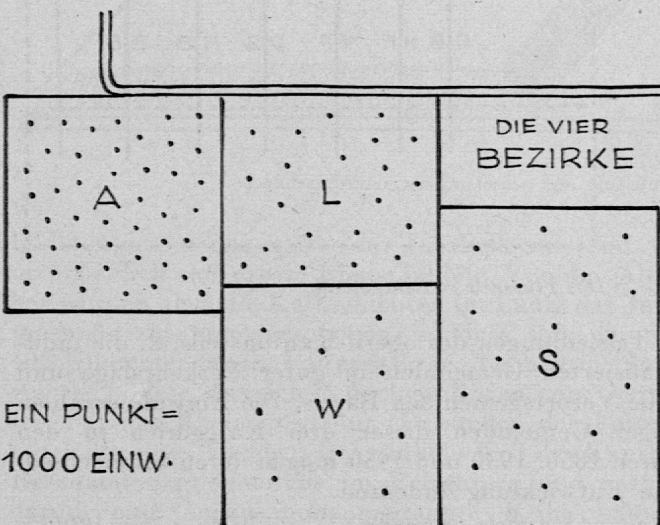 DIE VIER
BEZIRKE
A
L
S
W
EIN PUNKT=
1000 EINW.